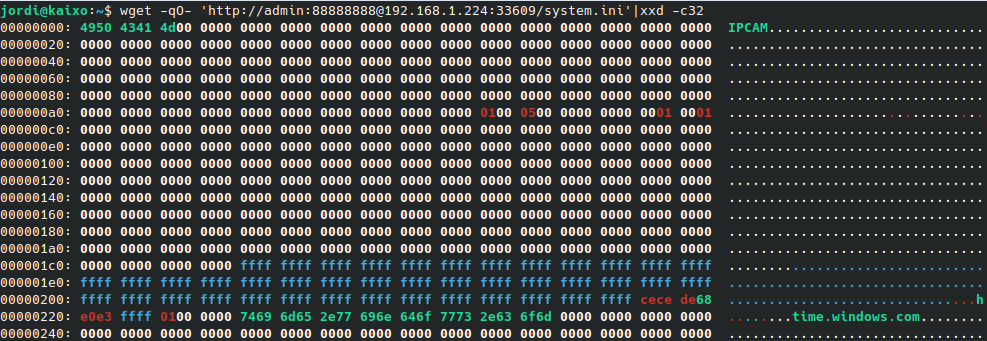 jordi@kaixo:~$ wget -qO- 'http://admin:88888888@192.168.1.224:33609/system.ini'|xxd -c32
00000000: 4950 4341 4d00 0000 0000 0000 0000 0000 0000 0000 0000 0000 0000 0000 0000 0000  IPCAM...........................
00000020: 0000 0000 0000 0000 0000 0000 0000 0000 0000 0000 0000 0000 0000 0000 0000 0000  ................................
00000040: 0000 0000 0000 0000 0000 0000 0000 0000 0000 0000 0000 0000 0000 0000 0000 0000  ................................
00000060: 0000 0000 0000 0000 0000 0000 0000 0000 0000 0000 0000 0000 0000 0000 0000 0000  ................................
00000080: 0000 0000 0000 0000 0000 0000 0000 0000 0000 0000 0000 0000 0000 0000 0000 0000  ................................
000000a0: 0000 0000 0000 0000 0000 0000 0000 0000 0000 0000 0100 0500 0000 0000 0001 0001  ................................
000000c0: 0000 0000 0000 0000 0000 0000 0000 0000 0000 0000 0000 0000 0000 0000 0000 0000  ................................
000000e0: 0000 0000 0000 0000 0000 0000 0000 0000 0000 0000 0000 0000 0000 0000 0000 0000  ................................
00000100: 0000 0000 0000 0000 0000 0000 0000 0000 0000 0000 0000 0000 0000 0000 0000 0000  ................................
00000120: 0000 0000 0000 0000 0000 0000 0000 0000 0000 0000 0000 0000 0000 0000 0000 0000  ................................
00000140: 0000 0000 0000 0000 0000 0000 0000 0000 0000 0000 0000 0000 0000 0000 0000 0000  ................................
00000160: 0000 0000 0000 0000 0000 0000 0000 0000 0000 0000 0000 0000 0000 0000 0000 0000  ................................
00000180: 0000 0000 0000 0000 0000 0000 0000 0000 0000 0000 0000 0000 0000 0000 0000 0000  ................................
000001a0: 0000 0000 0000 0000 0000 0000 0000 0000 0000 0000 0000 0000 0000 0000 0000 0000  ................................
000001c0: 0000 0000 0000 0000 ffff ffff ffff ffff ffff ffff ffff ffff ffff ffff ffff ffff  ................................
000001e0: ffff ffff ffff ffff ffff ffff ffff ffff ffff ffff ffff ffff ffff ffff ffff ffff  ................................
00000200: ffff ffff ffff ffff ffff ffff ffff ffff ffff ffff ffff ffff ffff ffff cece de68  ...............................h
00000220: e0e3 ffff 0100 0000 7469 6d65 2e77 696e 646f 7773 2e63 6f6d 0000 0000 0000 0000  ........time.windows.com........
00000240: 0000 0000 0000 0000 0000 0000 0000 0000 0000 0000 0000 0000 0000 0000 0000 0000  ................................